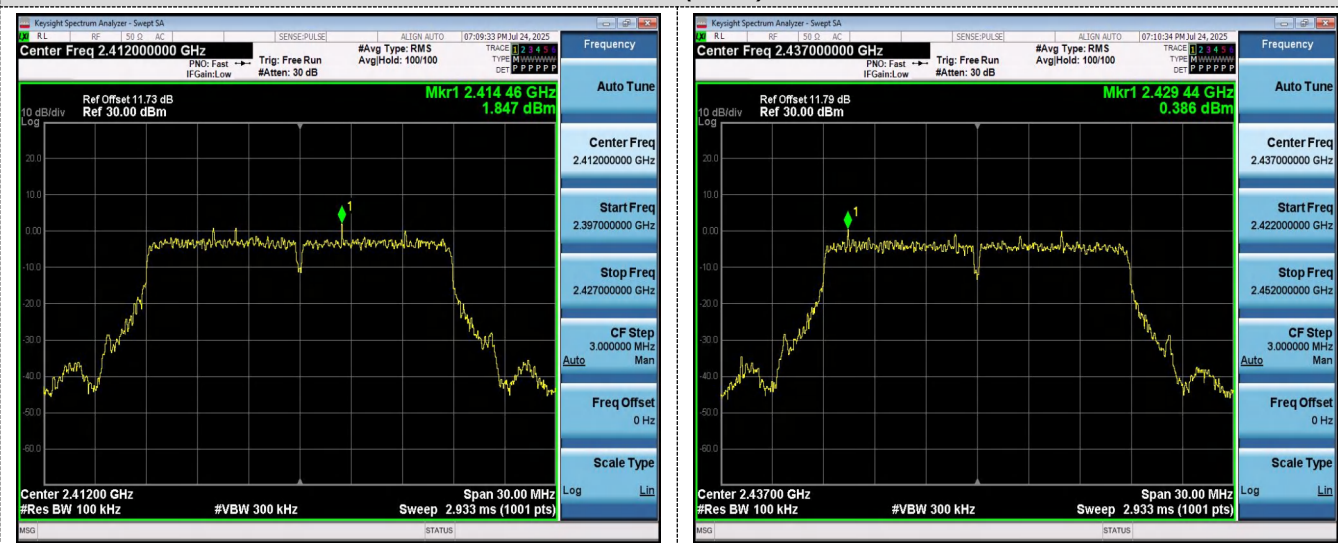 Keysight Spectrum Analyzer - Swept SA
RL RF 50 Ω AC SENSE:PULSE ALIGN AUTO 07:09:33 PM Jul 24, 2025
Center Freq 2.412000000 GHz
PNO: Fast
IFGain:Low
Trig: Free Run
#Atten: 30 dB
#Avg Type: RMS
Avg|Hold: 100/100
TRACE 1 2 3 4 5 6
TYPE M W W W W W
DET P P P P P P
Mkr1 2.414 46 GHz
1.847 dBm
Ref Offset 11.73 dB
Ref 30.00 dBm
10 dB/div
Log
20.0
10.0
0.00
-10.0
-20.0
-30.0
-40.0
-50.0
-60.0
1
Center 2.41200 GHz
Span 30.00 MHz
#Res BW 100 kHz
#VBW 300 kHz
Sweep 2.933 ms (1001 pts)
MSG
STATUS
Frequency
Auto Tune
Center Freq
2.412000000 GHz
Start Freq
2.397000000 GHz
Stop Freq
2.427000000 GHz
CF Step
3.000000 MHz
Auto Man
Freq Offset
0 Hz
Scale Type
Log Lin
Keysight Spectrum Analyzer - Swept SA
RL RF 50 Ω AC SENSE:PULSE ALIGN AUTO 07:10:34 PM Jul 24, 2025
Center Freq 2.437000000 GHz
PNO: Fast
IFGain:Low
Trig: Free Run
#Atten: 30 dB
#Avg Type: RMS
Avg|Hold: 100/100
TRACE 1 2 3 4 5 6
TYPE M W W W W W
DET P P P P P P
Mkr1 2.429 44 GHz
0.386 dBm
Ref Offset 11.79 dB
Ref 30.00 dBm
10 dB/div
Log
20.0
10.0
0.00
-10.0
-20.0
-30.0
-40.0
-50.0
-60.0
1
Center 2.43700 GHz
Span 30.00 MHz
#Res BW 100 kHz
#VBW 300 kHz
Sweep 2.933 ms (1001 pts)
MSG
STATUS
Frequency
Auto Tune
Center Freq
2.437000000 GHz
Start Freq
2.422000000 GHz
Stop Freq
2.452000000 GHz
CF Step
3.000000 MHz
Auto Man
Freq Offset
0 Hz
Scale Type
Log Lin